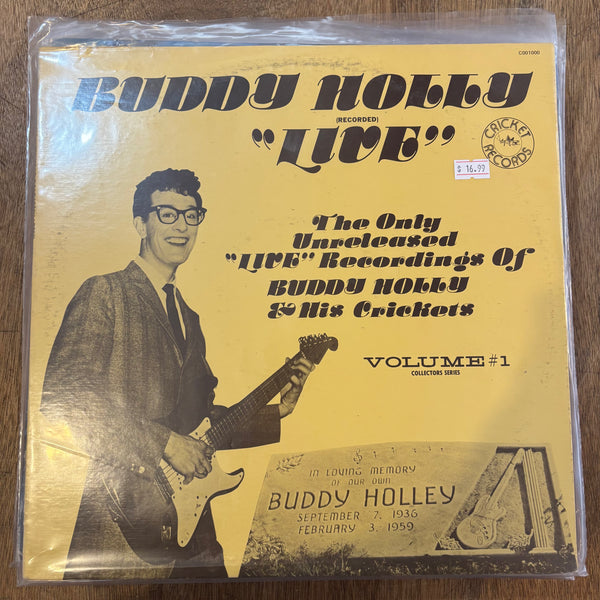 C001000
BUDDY HOLLY
(RECORDED)
"LIVE"
CRICKET
RECORDS
$ 16.99
The Only
Unreleased
"LIVE" Recordings Of
BUDDY HOLLY
& His Crickets
VOLUME #1
COLLECTORS SERIES
IN LOVING MEMORY
OF OUR OWN
BUDDY HOLLEY
SEPTEMBER 7, 1936
FEBRUARY 3, 1959